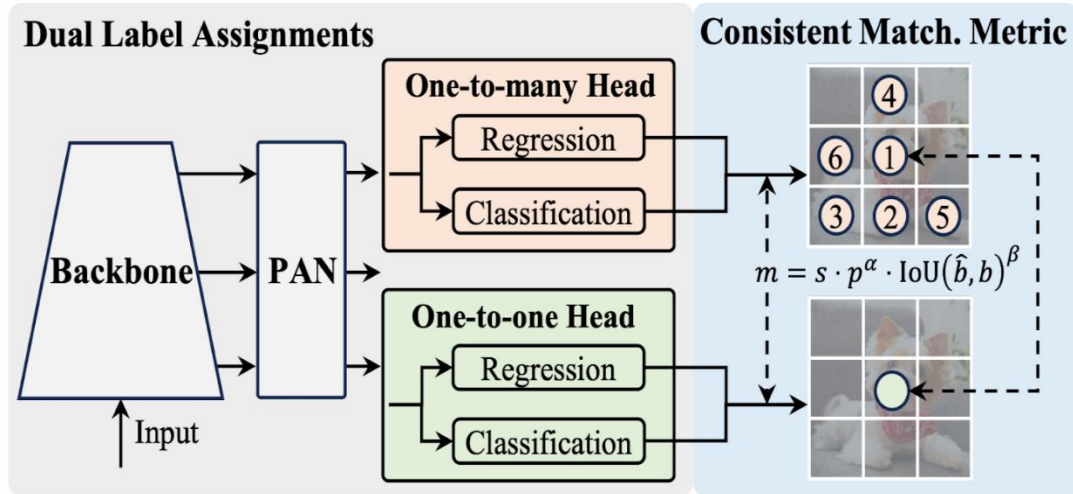 Dual Label Assignments
Consistent Match. Metric
One-to-many Head
Regression
Classification
Backbone
PAN
Input
One-to-one Head
Regression
Classification
4
6 1
3 2 5
m = s · p^α · IoU(b̂, b)^β